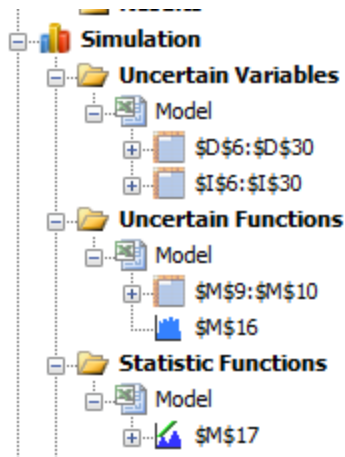 Simulation
Uncertain Variables
Model
$D$6:$D$30
$I$6:$I$30
Uncertain Functions
Model
$M$9:$M$10
$M$16
Statistic Functions
Model
$M$17